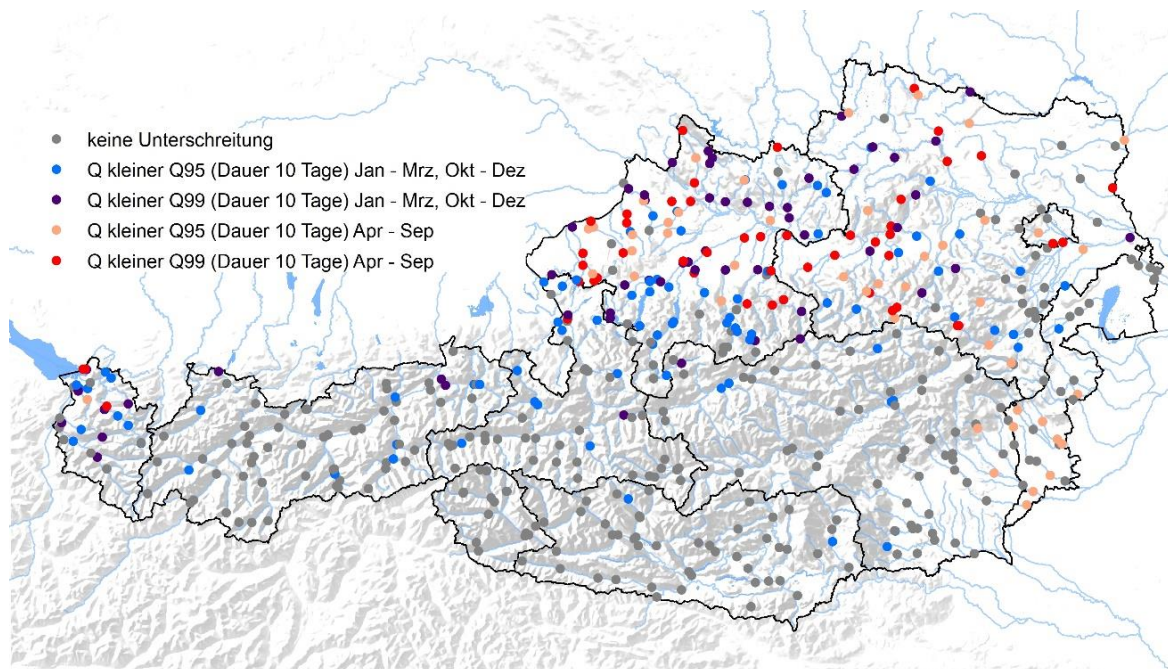 keine Unterschreitung
Q kleiner Q95 (Dauer 10 Tage) Jan - Mrz, Okt - Dez
Q kleiner Q99 (Dauer 10 Tage) Jan - Mrz, Okt - Dez
Q kleiner Q95 (Dauer 10 Tage) Apr - Sep
Q kleiner Q99 (Dauer 10 Tage) Apr - Sep